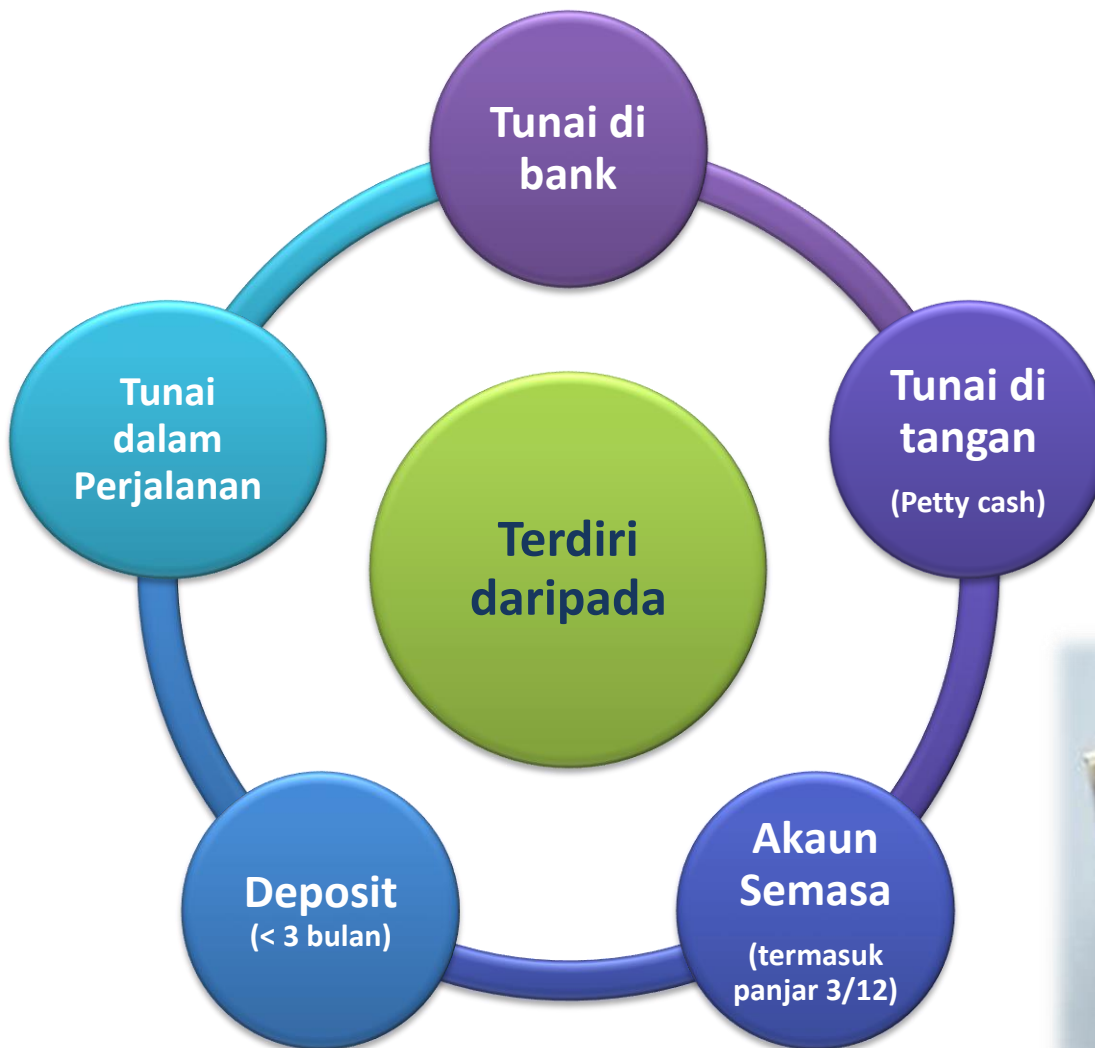 Tunai di
bank
Tunai di
tangan
(Petty cash)
Akaun
Semasa
(termasuk
panjar 3/12)
Deposit
(< 3 bulan)
Tunai
dalam
Perjalanan
Terdiri
daripada